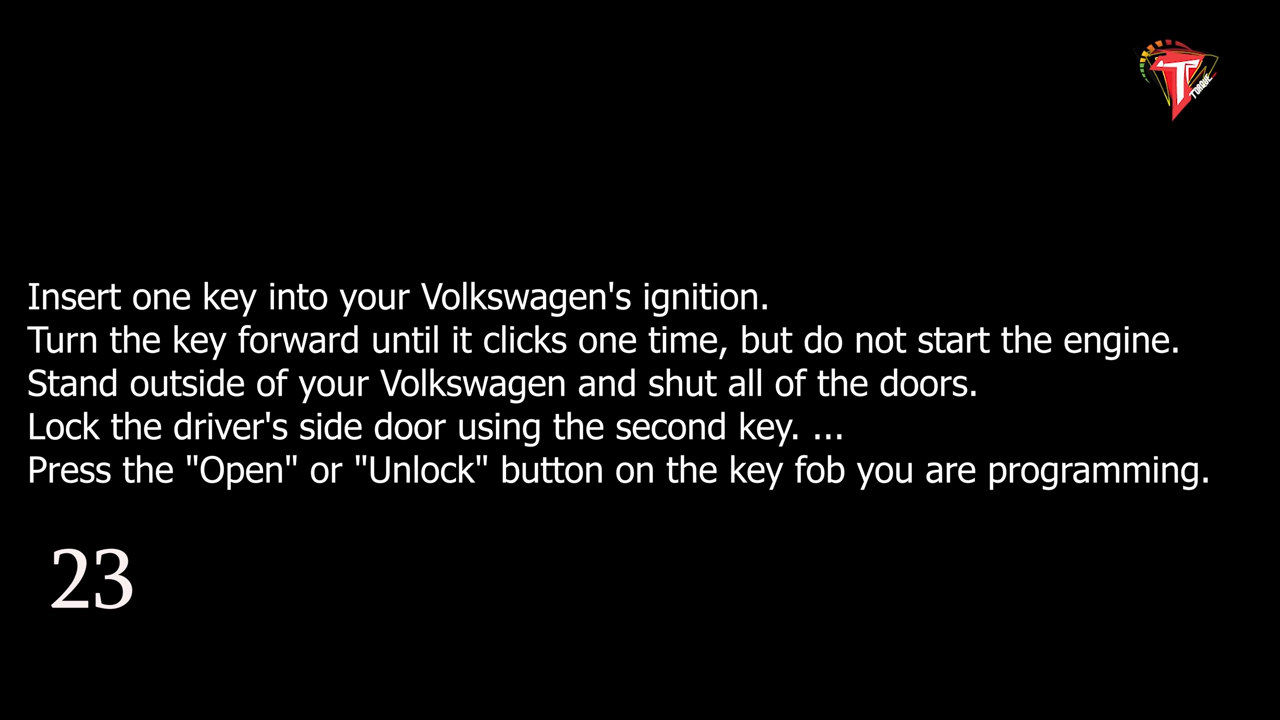 T
TORQUE
Insert one key into your Volkswagen's ignition.
Turn the key forward until it clicks one time, but do not start the engine.
Stand outside of your Volkswagen and shut all of the doors.
Lock the driver's side door using the second key. ...
Press the "Open" or "Unlock" button on the key fob you are programming.
23